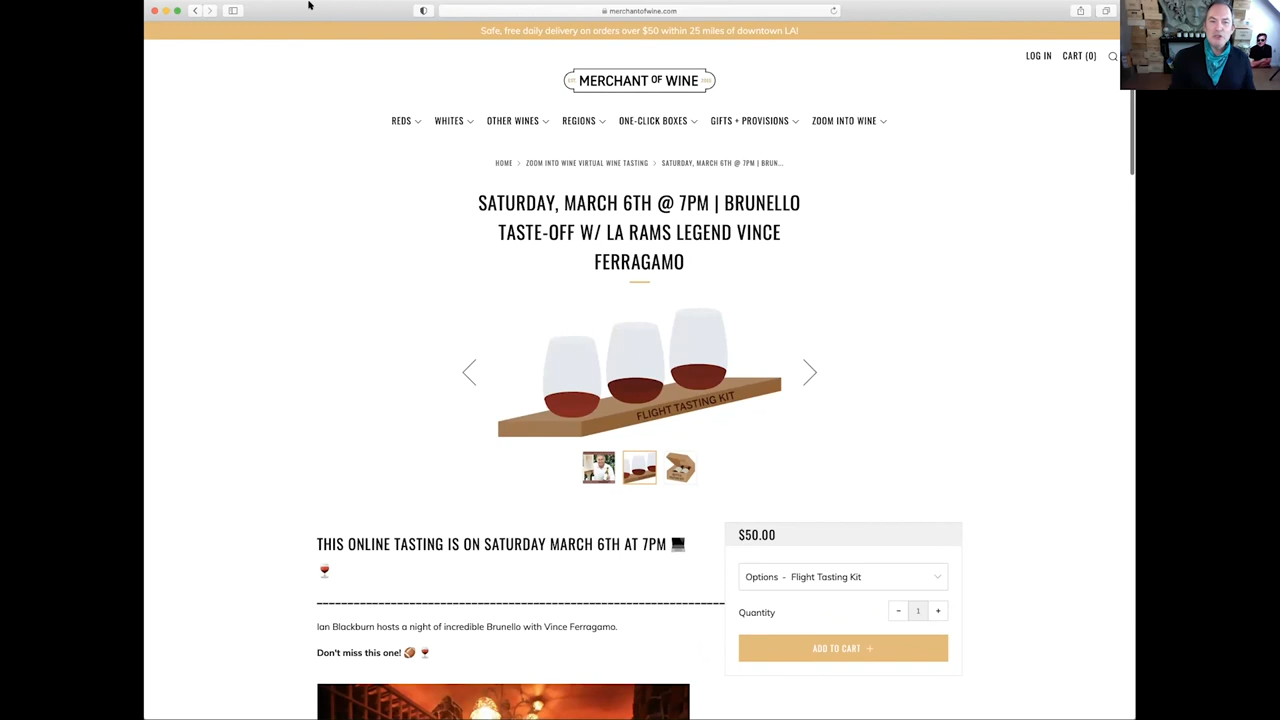 merchantofwine.com
Safe, free daily delivery on orders over $50 within 25 miles of downtown LA!
LOG IN CART (0)
EST. MERCHANT OF WINE
REDS WHITES OTHER WINES REGIONS ONE-CLICK BOXES GIFTS + PROVISIONS ZOOM INTO WINE
HOME > ZOOM INTO WINE VIRTUAL WINE TASTING > SATURDAY, MARCH 6TH @ 7PM | BRUN...
SATURDAY, MARCH 6TH @ 7PM | BRUNELLO
TASTE-OFF W/ LA RAMS LEGEND VINCE
FERRAGAMO
FLIGHT TASTING KIT
THIS ONLINE TASTING IS ON SATURDAY MARCH 6TH AT 7PM 💻
🍷
Ian Blackburn hosts a night of incredible Brunello with Vince Ferragamo.
Don't miss this one! 🏈 🍷
$50.00
Options - Flight Tasting Kit
Quantity - 1 +
ADD TO CART +